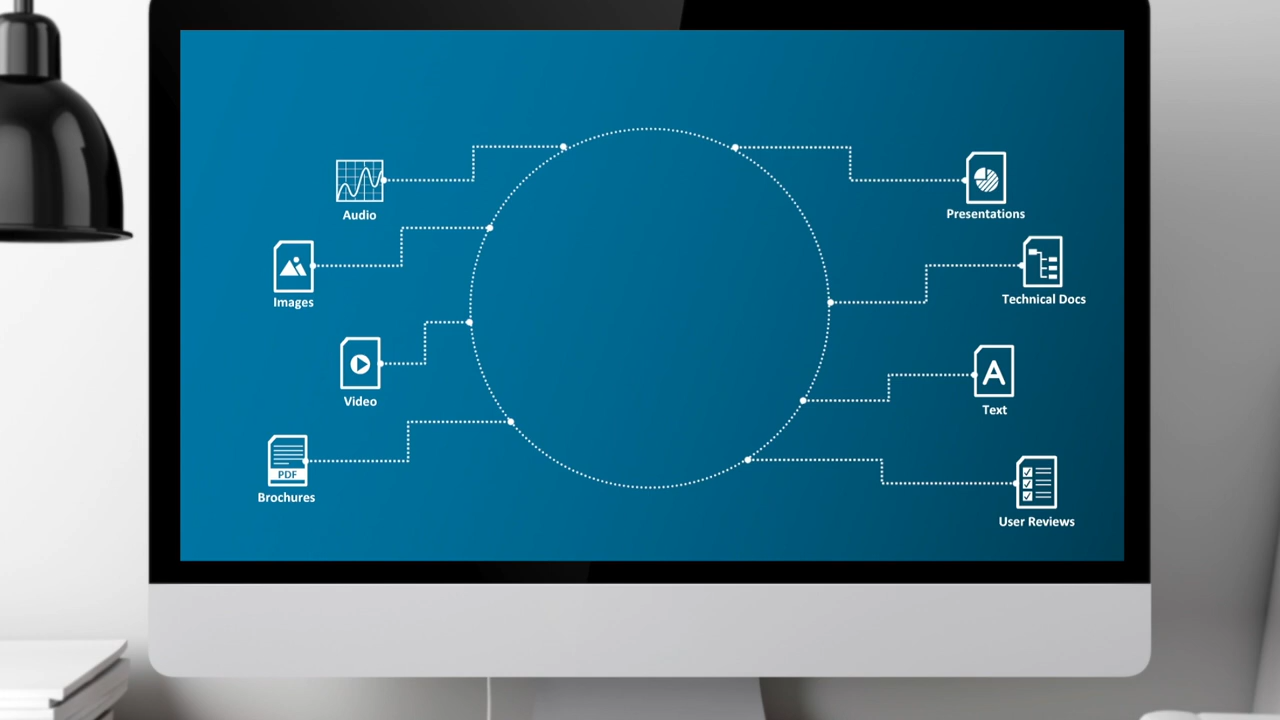 Audio
Images
Video
PDF
Brochures
Presentations
Technical Docs
A
Text
User Reviews